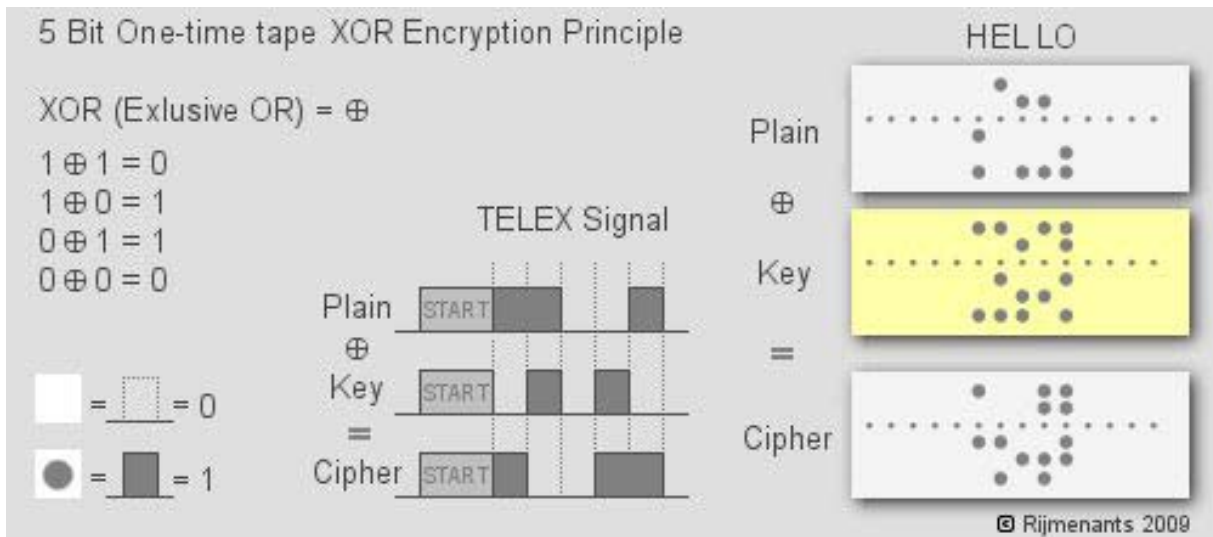 5 Bit One-time tape XOR Encryption Principle
XOR (Exlusive OR) = ⊕
1 ⊕ 1 = 0
1 ⊕ 0 = 1
0 ⊕ 1 = 1
0 ⊕ 0 = 0
= = 0
= = 1
TELEX Signal
Plain START
⊕
Key START
=
Cipher START
HELLO
Plain
⊕
Key
=
Cipher
© Rijmenants 2009